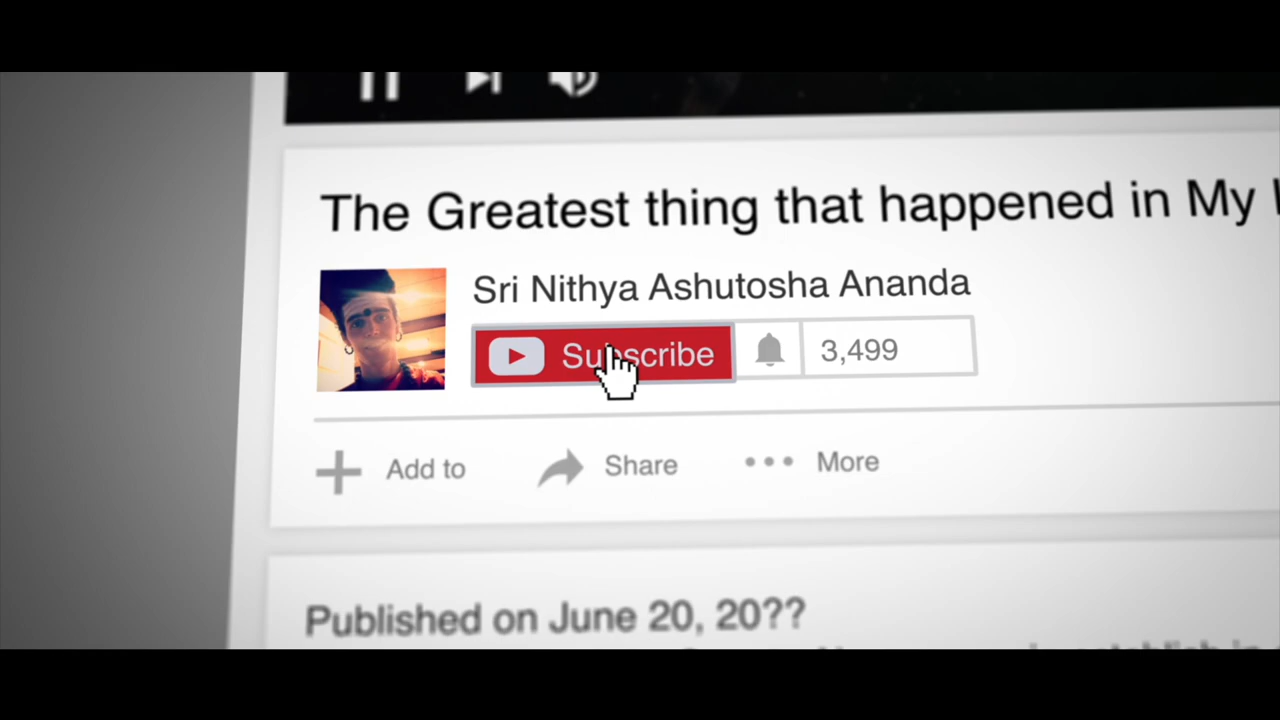 The Greatest thing that happened in My
Sri Nithya Ashutosha Ananda
Subscribe
3,499
Add to
Share
More
Published on June 20, 20??